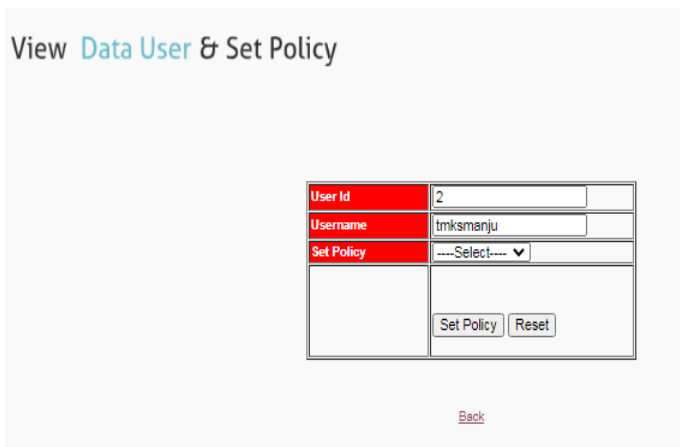 View Data User & Set Policy
User Id 2
Username tmksmanju
Set Policy ----Select----
Set Policy Reset
Back